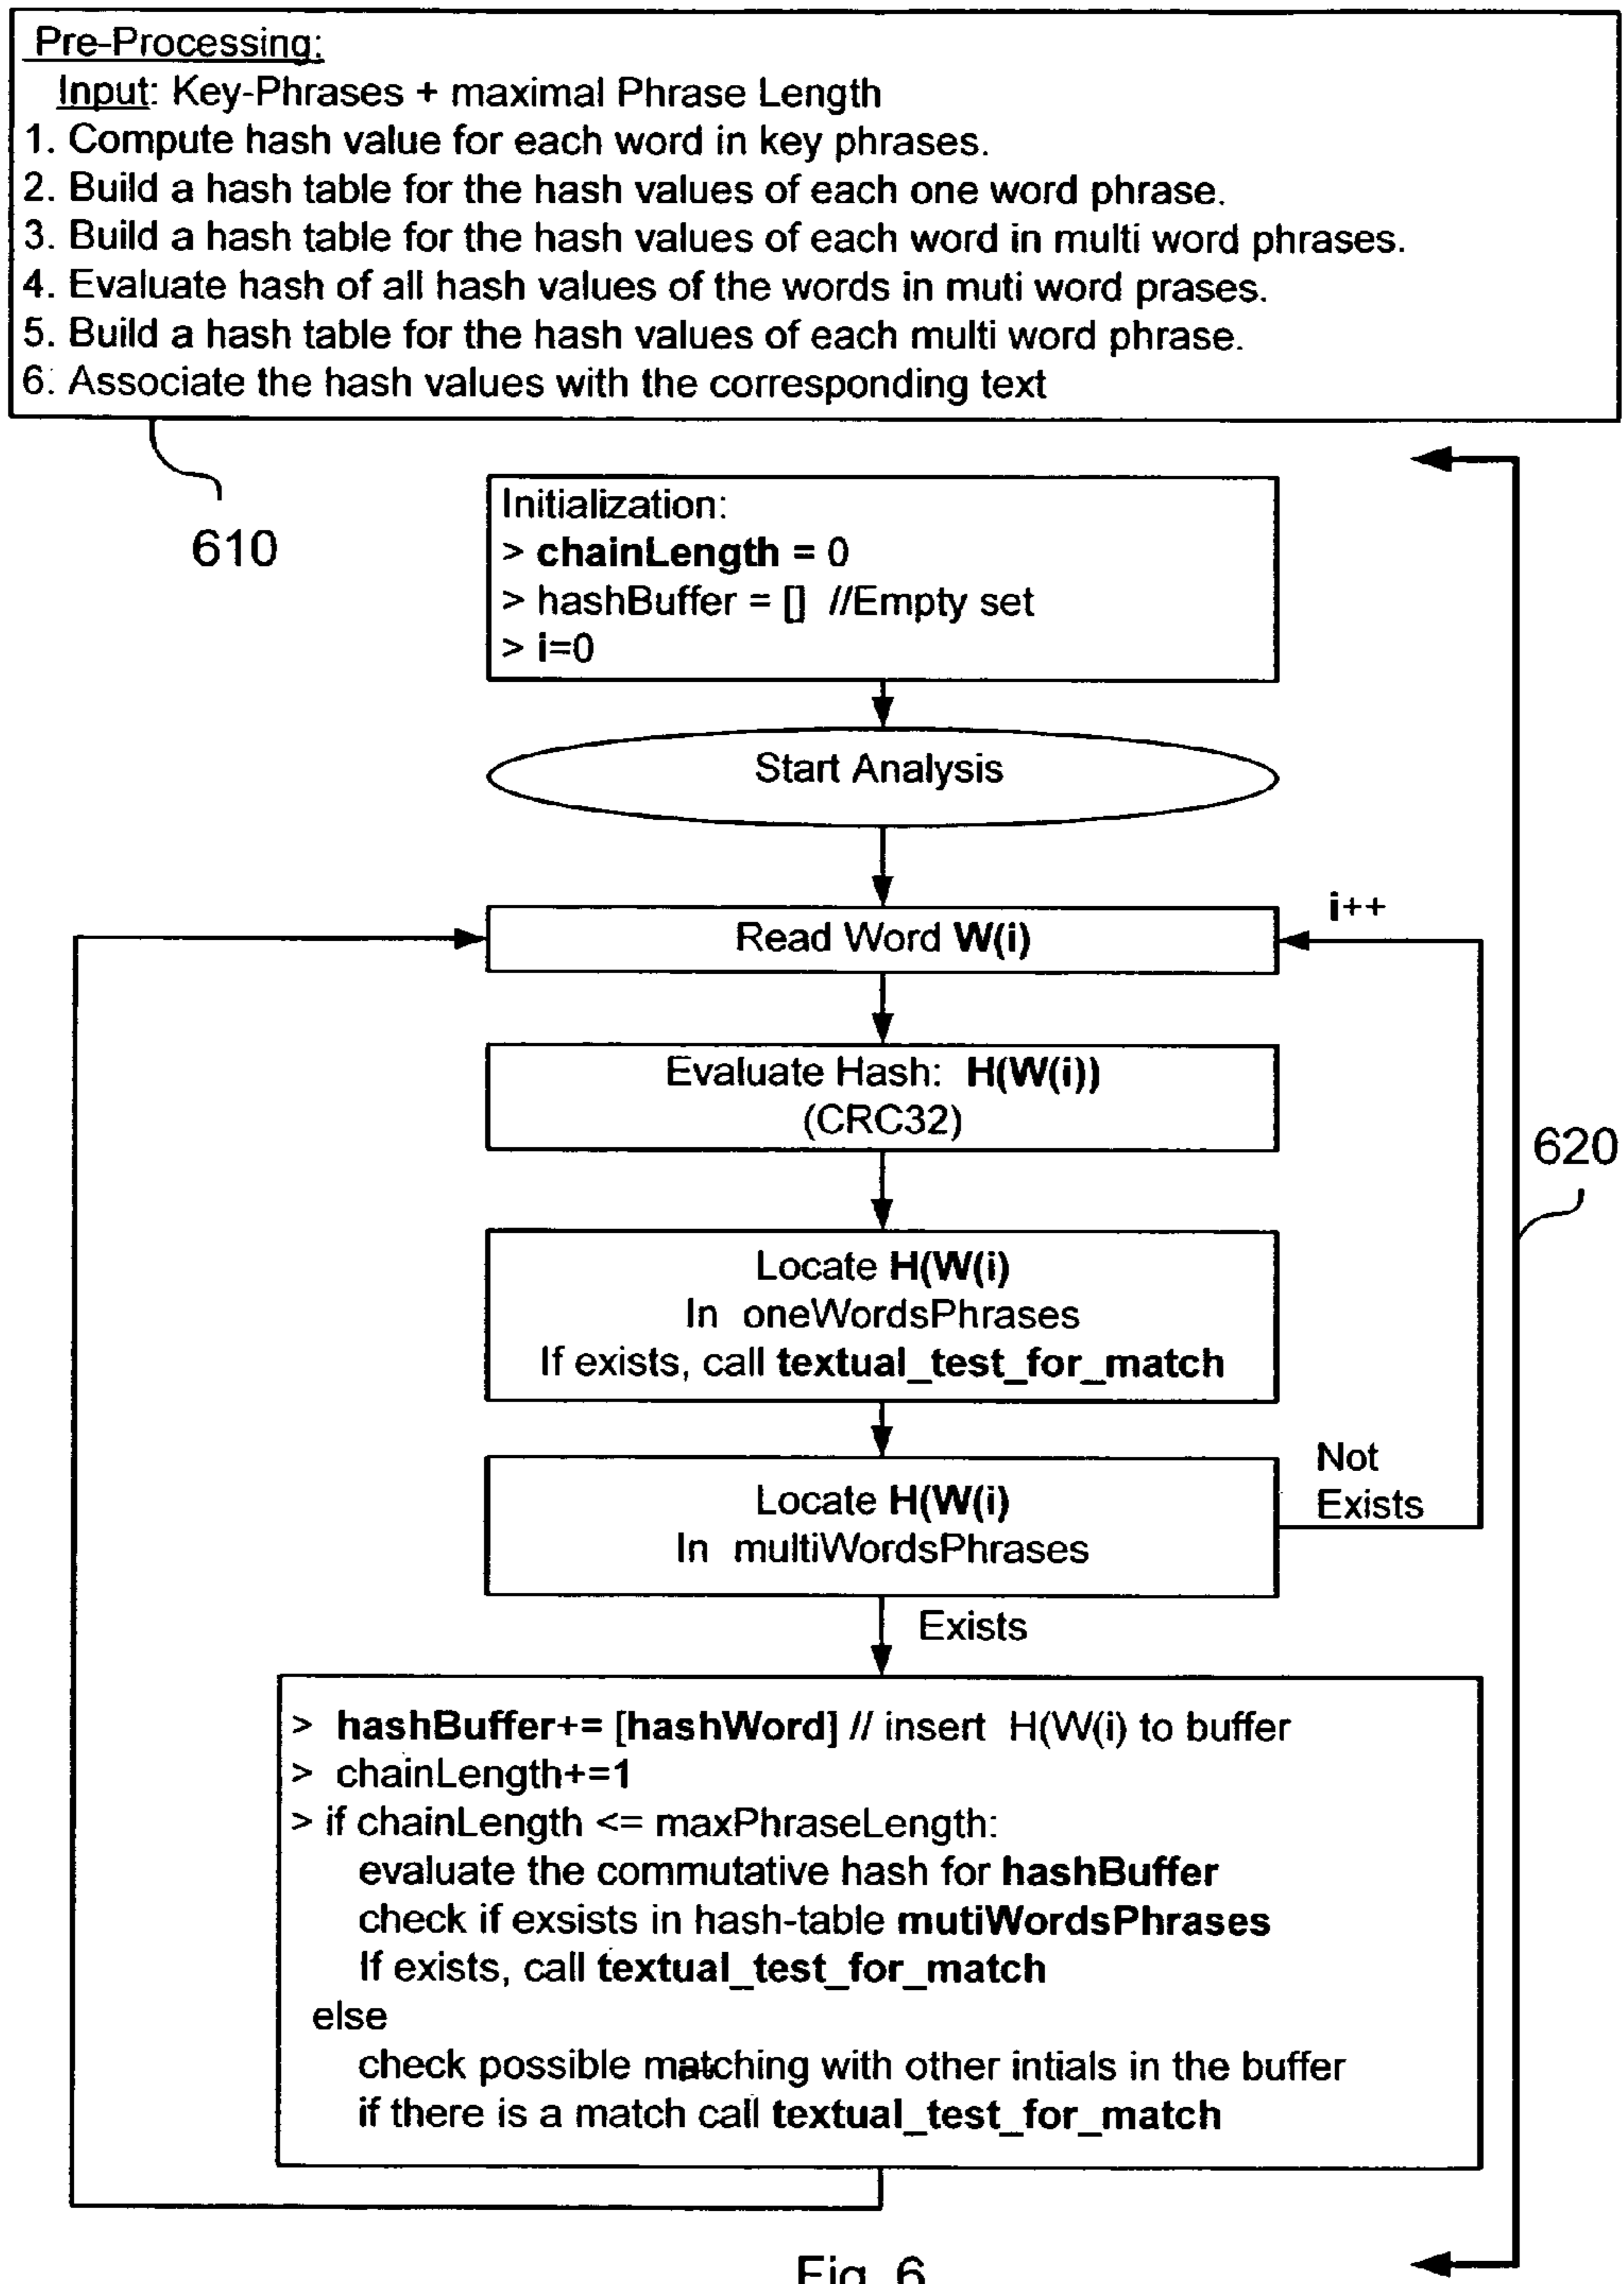 Pre-Processing:
Input: Key-Phrases + maximal Phrase Length
1. Compute hash value for each word in key phrases.
2. Build a hash table for the hash values of each one word phrase.
3. Build a hash table for the hash values of each word in multi word phrases.
4. Evaluate hash of all hash values of the words in muti word prases.
5. Build a hash table for the hash values of each multi word phrase.
6. Associate the hash values with the corresponding text
610
Initialization:
> chainLength = 0
> hashBuffer = [] //Empty set
> i=0
Start Analysis
i++
Read Word W(i)
Evaluate Hash: H(W(i))
(CRC32)
620
Locate H(W(i)
In oneWordsPhrases
If exists, call textual_test_for_match
Locate H(W(i)
In multiWordsPhrases
Not
Exists
Exists
> hashBuffer+= [hashWord] // insert H(W(i) to buffer
> chainLength+=1
> if chainLength <= maxPhraseLength:
evaluate the commutative hash for hashBuffer
check if exsists in hash-table mutiWordsPhrases
If exists, call textual_test_for_match
else
check possible matching with other intials in the buffer
if there is a match call textual_test_for_match
Fig. 6